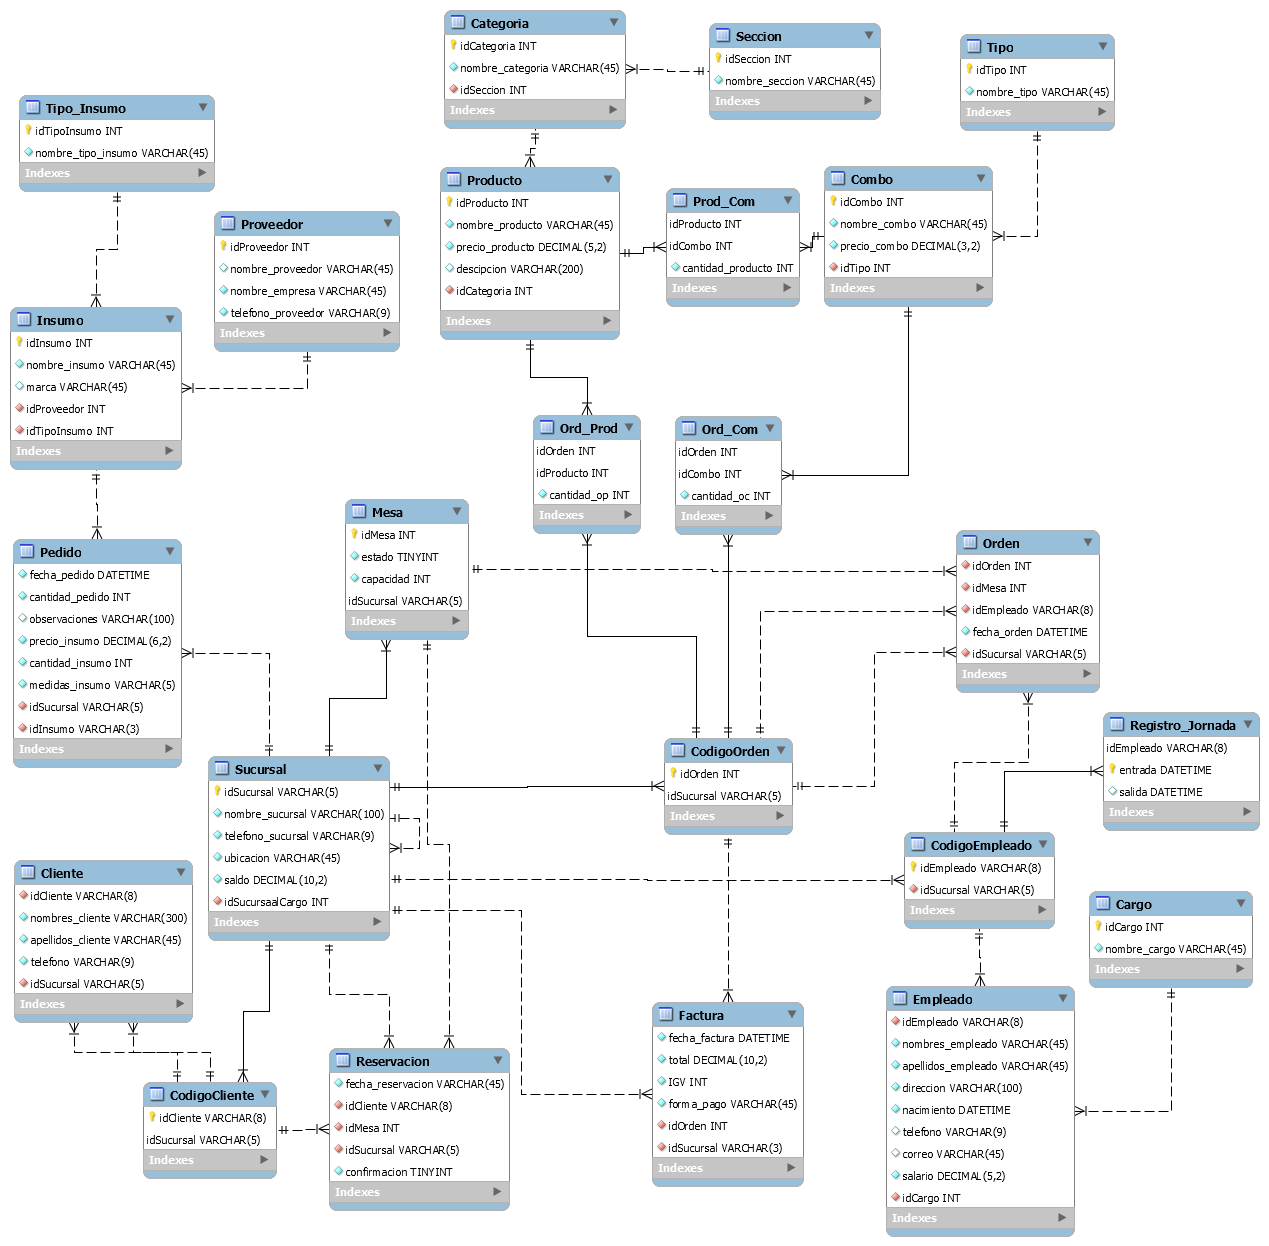 Categoria
idCategoria INT
nombre_categoria VARCHAR(45)
idSeccion INT
Indexes
Seccion
idSeccion INT
nombre_seccion VARCHAR(45)
Indexes
Tipo
idTipo INT
nombre_tipo VARCHAR(45)
Indexes
Tipo_Insumo
idTipoInsumo INT
nombre_tipo_insumo VARCHAR(45)
Indexes
Proveedor
idProveedor INT
nombre_proveedor VARCHAR(45)
nombre_empresa VARCHAR(45)
telefono_proveedor VARCHAR(9)
Indexes
Producto
idProducto INT
nombre_producto VARCHAR(45)
precio_producto DECIMAL(5,2)
descipcion VARCHAR(200)
idCategoria INT
Indexes
Prod_Com
idProducto INT
idCombo INT
cantidad_producto INT
Indexes
Combo
idCombo INT
nombre_combo VARCHAR(45)
precio_combo DECIMAL(3,2)
idTipo INT
Indexes
Insumo
idInsumo INT
nombre_insumo VARCHAR(45)
marca VARCHAR(45)
idProveedor INT
idTipoInsumo INT
Indexes
Ord_Prod
idOrden INT
idProducto INT
cantidad_op INT
Indexes
Ord_Com
idOrden INT
idCombo INT
cantidad_oc INT
Indexes
Mesa
idMesa INT
estado TINYINT
capacidad INT
idSucursal VARCHAR(5)
Indexes
Orden
idOrden INT
idMesa INT
idEmpleado VARCHAR(8)
fecha_orden DATETIME
idSucursal VARCHAR(5)
Indexes
Pedido
fecha_pedido DATETIME
cantidad_pedido INT
observaciones VARCHAR(100)
precio_insumo DECIMAL(6,2)
cantidad_insumo INT
medidas_insumo VARCHAR(5)
idSucursal VARCHAR(5)
idInsumo VARCHAR(3)
Indexes
Sucursal
idSucursal VARCHAR(5)
nombre_sucursal VARCHAR(100)
telefono_sucursal VARCHAR(9)
ubicacion VARCHAR(45)
saldo DECIMAL(10,2)
idSucursaalCargo INT
Indexes
CodigoOrden
idOrden INT
idSucursal VARCHAR(5)
Indexes
Registro_Jornada
idEmpleado VARCHAR(8)
entrada DATETIME
salida DATETIME
Indexes
CodigoEmpleado
idEmpleado VARCHAR(8)
idSucursal VARCHAR(5)
Indexes
Cliente
idCliente VARCHAR(8)
nombres_cliente VARCHAR(300)
apellidos_cliente VARCHAR(45)
telefono VARCHAR(9)
idSucursal VARCHAR(5)
Indexes
Cargo
idCargo INT
nombre_cargo VARCHAR(45)
Indexes
CodigoCliente
idCliente VARCHAR(8)
idSucursal VARCHAR(5)
Indexes
Reservacion
fecha_reservacion VARCHAR(45)
idCliente VARCHAR(8)
idMesa INT
idSucursal VARCHAR(5)
confirmacion TINYINT
Indexes
Factura
fecha_factura DATETIME
total DECIMAL(10,2)
IGV INT
forma_pago VARCHAR(45)
idOrden INT
idSucursal VARCHAR(3)
Indexes
Empleado
idEmpleado VARCHAR(8)
nombres_empleado VARCHAR(45)
apellidos_empleado VARCHAR(45)
direccion VARCHAR(100)
nacimiento DATETIME
telefono VARCHAR(9)
correo VARCHAR(45)
salario DECIMAL(5,2)
idCargo INT
Indexes